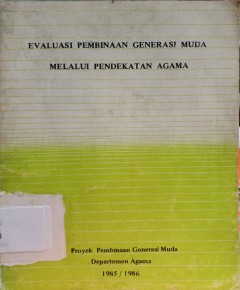 EVALUASI PEMBINAAN GENERASI MUDA
MELALUI PENDEKATAN AGAMA
Proyek Pembinaan Generasi Muda
Departemen Agama
1985 / 1986